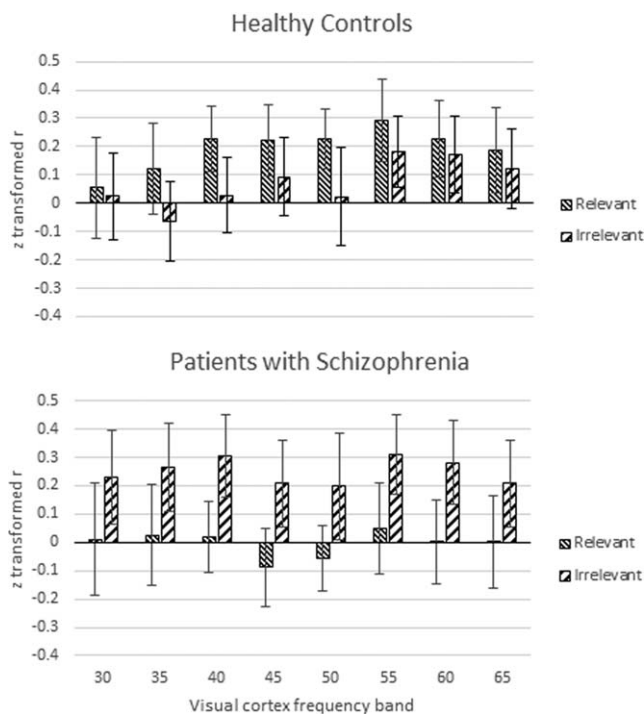 Healthy Controls
0.5
0.4
0.3
0.2
0.1
0
-0.1
-0.2
-0.3
-0.4
z transformed r
Relevant
Irrelevant
Patients with Schizophrenia
0.5
0.4
0.3
0.2
0.1
0
-0.1
-0.2
-0.3
-0.4
z transformed r
Relevant
Irrelevant
30 35 40 45 50 55 60 65
Visual cortex frequency band